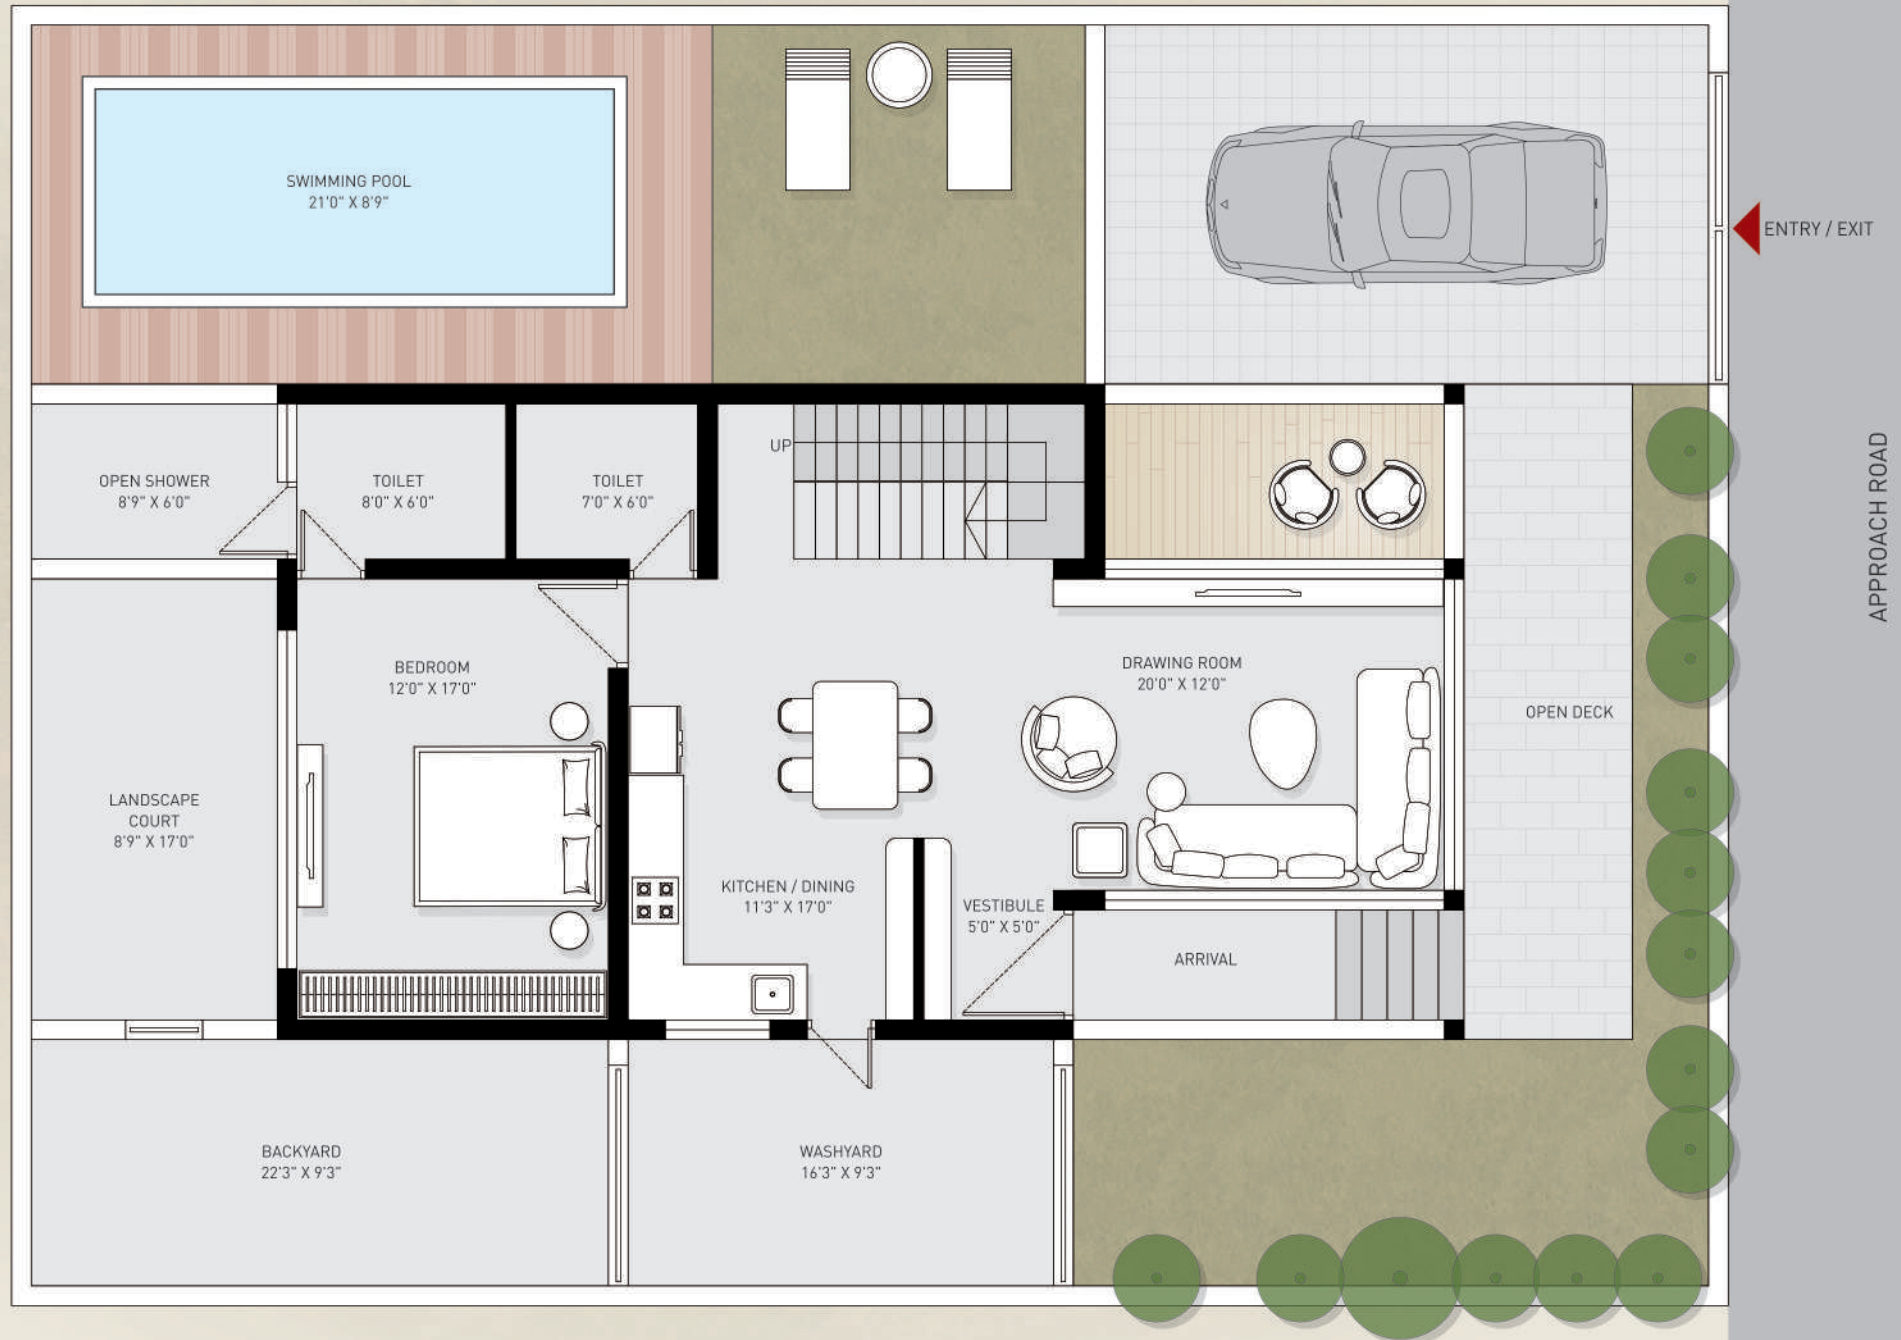 SWIMMING POOL
21'0" X 8'9"
ENTRY / EXIT
APPROACH ROAD
UP
OPEN SHOWER
8'9" X 6'0"
TOILET
8'0" X 6'0"
TOILET
7'0" X 6'0"
BEDROOM
12'0" X 17'0"
DRAWING ROOM
20'0" X 12'0"
OPEN DECK
LANDSCAPE
COURT
8'9" X 17'0"
KITCHEN / DINING
11'3" X 17'0"
VESTIBULE
5'0" X 5'0"
ARRIVAL
BACKYARD
22'3" X 9'3"
WASHYARD
16'3" X 9'3"